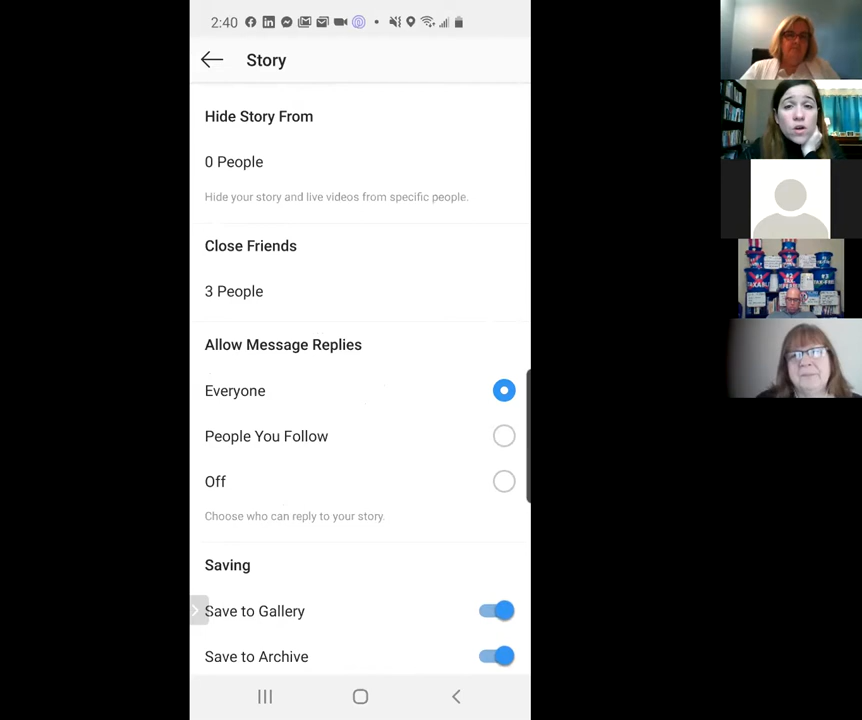 2:40
Story
Hide Story From
0 People
Hide your story and live videos from specific people.
Close Friends
3 People
Allow Message Replies
Everyone
People You Follow
Off
Choose who can reply to your story.
Saving
Save to Gallery
Save to Archive